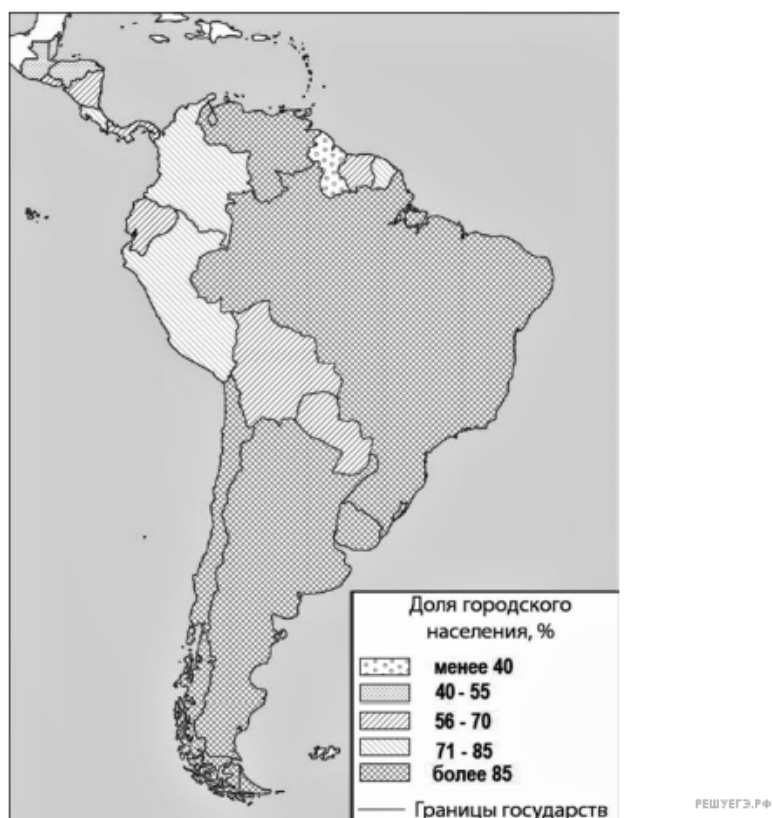 Доля городского
населения, %
менее 40
40 - 55
56 - 70
71 - 85
более 85
Границы государств
РЕШУЕГЭ.РФ